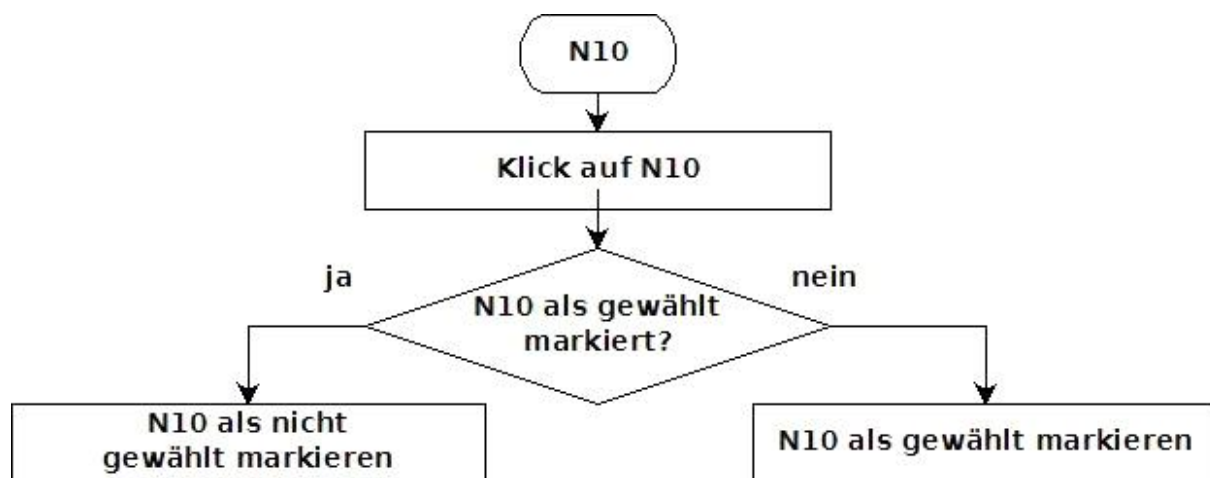 N10
Klick auf N10
ja
nein
N10 als gewählt
markiert?
N10 als nicht
gewählt markieren
N10 als gewählt markieren